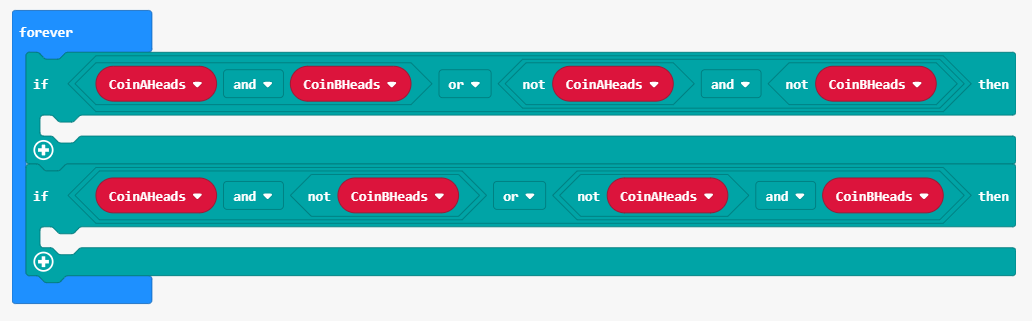 forever
if CoinAHeads and CoinBHeads or not CoinAHeads and not CoinBHeads then
if CoinAHeads and not CoinBHeads or not CoinAHeads and CoinBHeads then